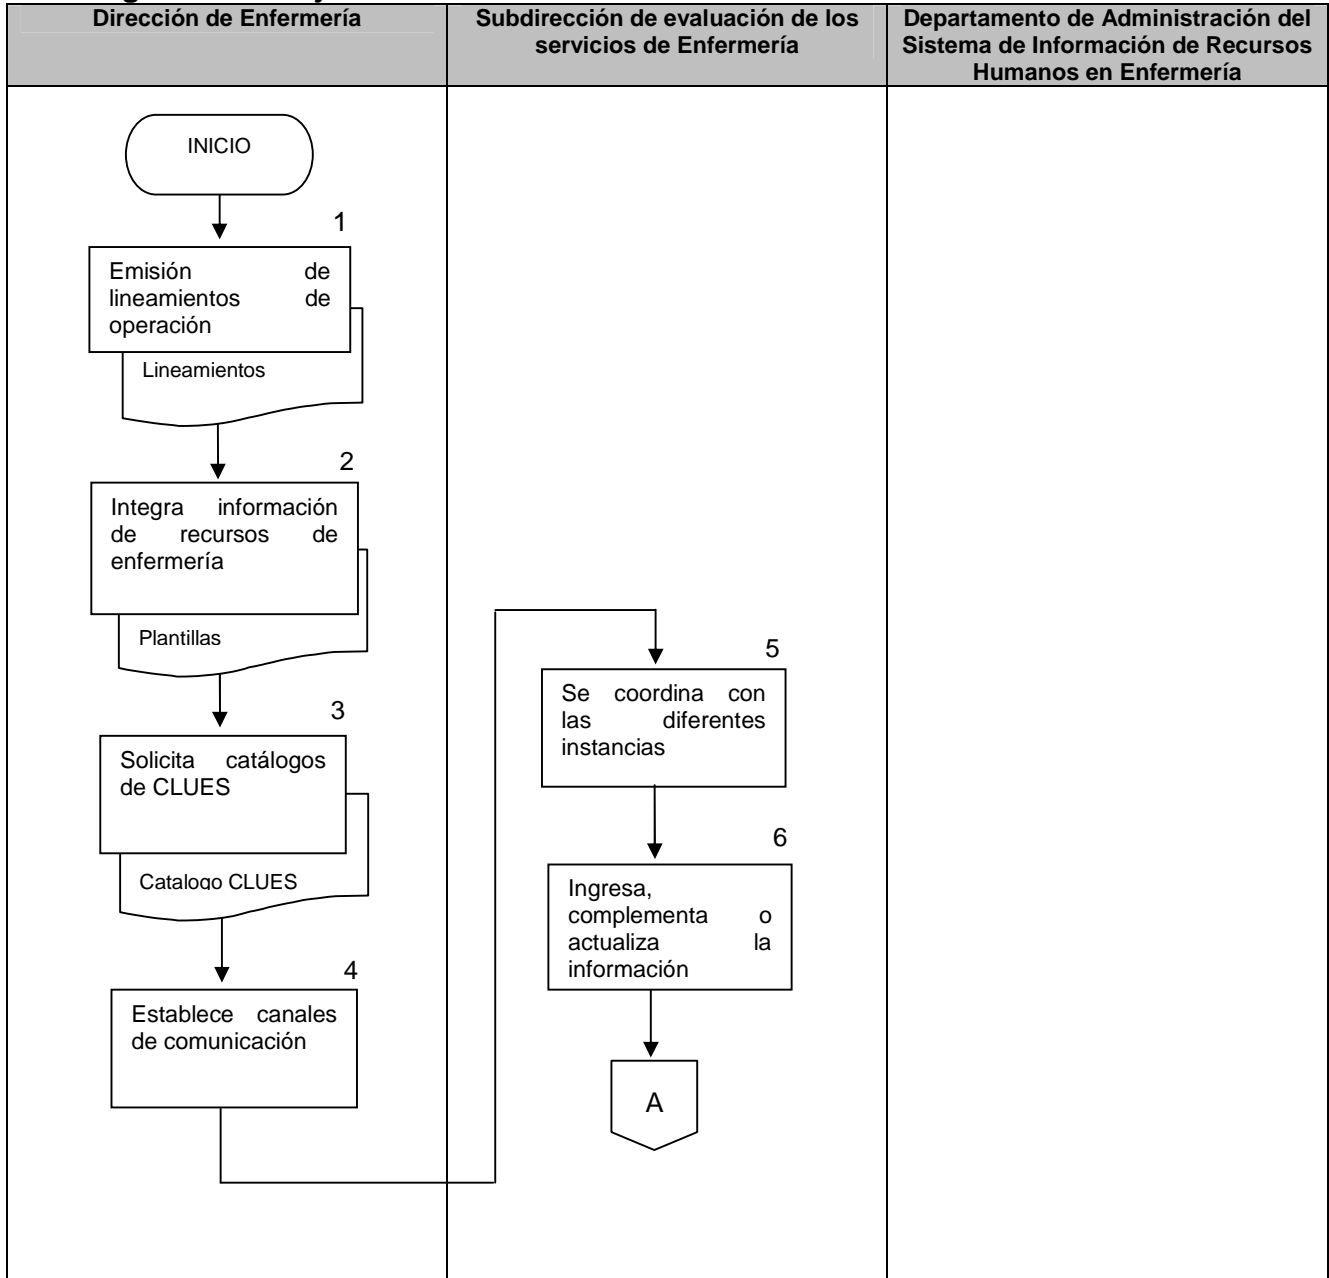 Dirección de Enfermería
Subdirección de evaluación de los
servicios de Enfermería
Departamento de Administración del
Sistema de Información de Recursos
Humanos en Enfermería
INICIO
1
Emisión de
lineamientos de
operación
Lineamientos
2
Integra información
de recursos de
enfermería
Plantillas
3
Solicita catálogos
de CLUES
Catalogo CLUES
4
Establece canales
de comunicación
5
Se coordina con
las diferentes
instancias
6
Ingresa,
complementa o
actualiza la
información
A